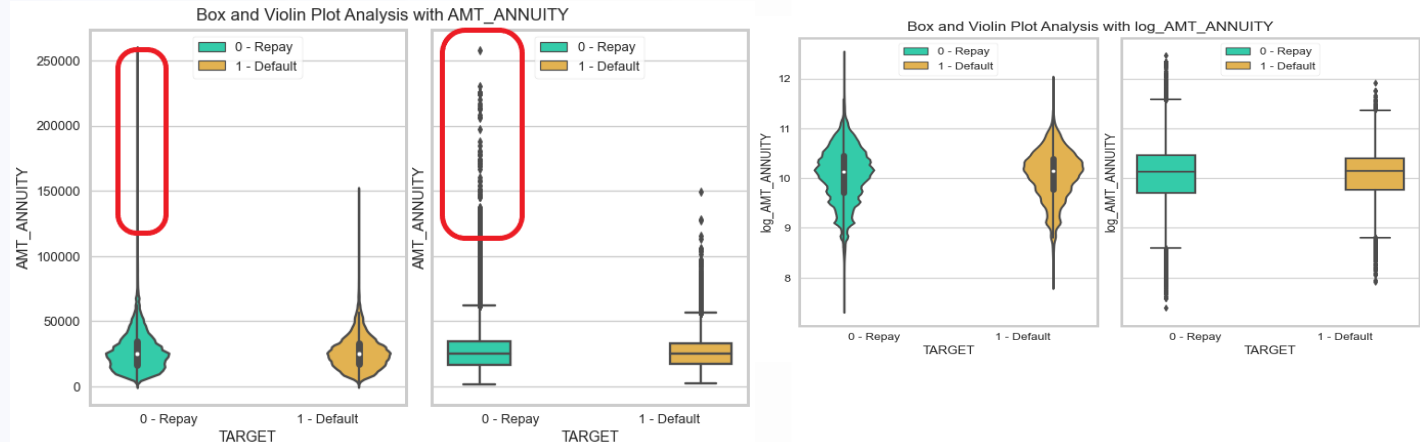 Box and Violin Plot Analysis with AMT_ANNUITY
AMT_ANNUITY
250000
200000
150000
100000
50000
0
0 - Repay
1 - Default
0 - Repay
1 - Default
TARGET
AMT_ANNUITY
0 - Repay
1 - Default
0 - Repay
1 - Default
TARGET
Box and Violin Plot Analysis with log_AMT_ANNUITY
log_AMT_ANNUITY
12
11
10
9
8
0 - Repay
1 - Default
0 - Repay
1 - Default
TARGET
log_AMT_ANNUITY
0 - Repay
1 - Default
0 - Repay
1 - Default
TARGET